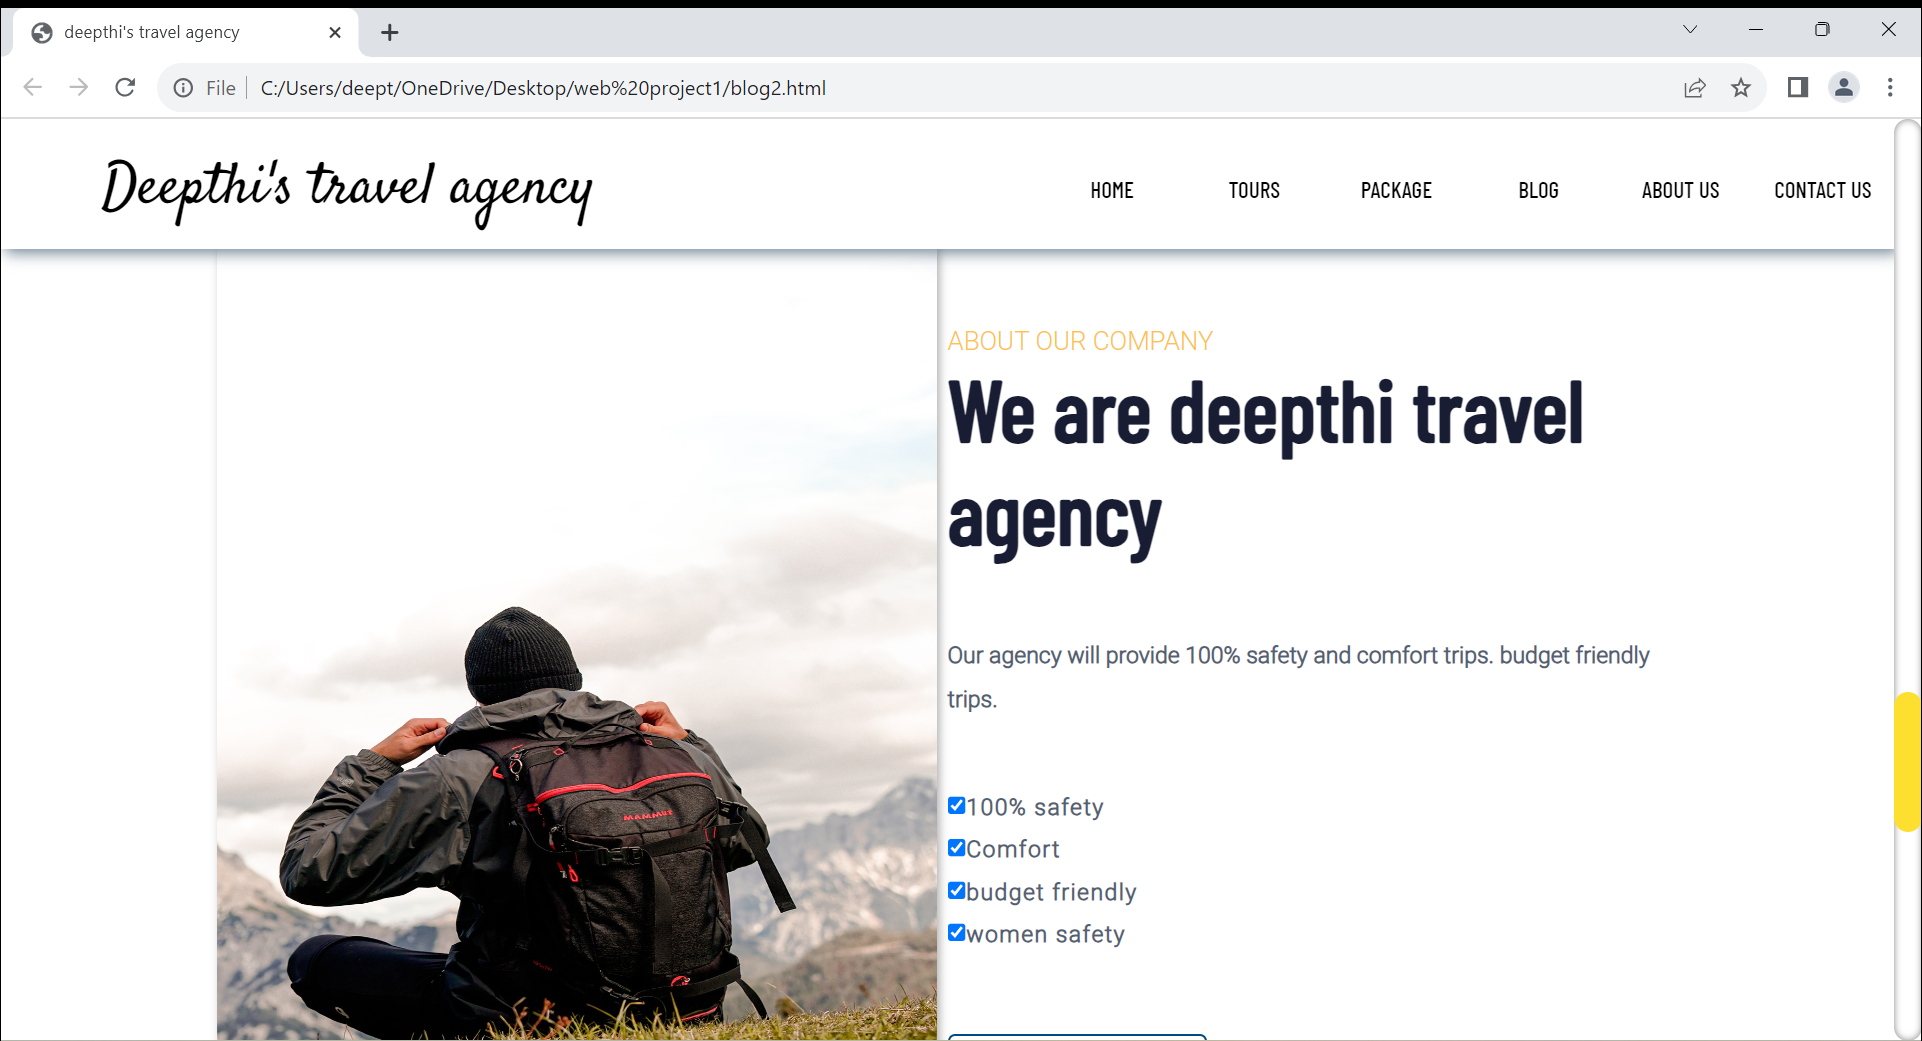 deepthi's travel agency
File
C:/Users/deept/OneDrive/Desktop/web%20project1/blog2.html
Deepthi's travel agency
HOME TOURS PACKAGE BLOG ABOUT US CONTACT US
ABOUT OUR COMPANY
We are deepthi travel
agency
Our agency will provide 100% safety and comfort trips. budget friendly
trips.
100% safety
Comfort
budget friendly
women safety
MAMMUT